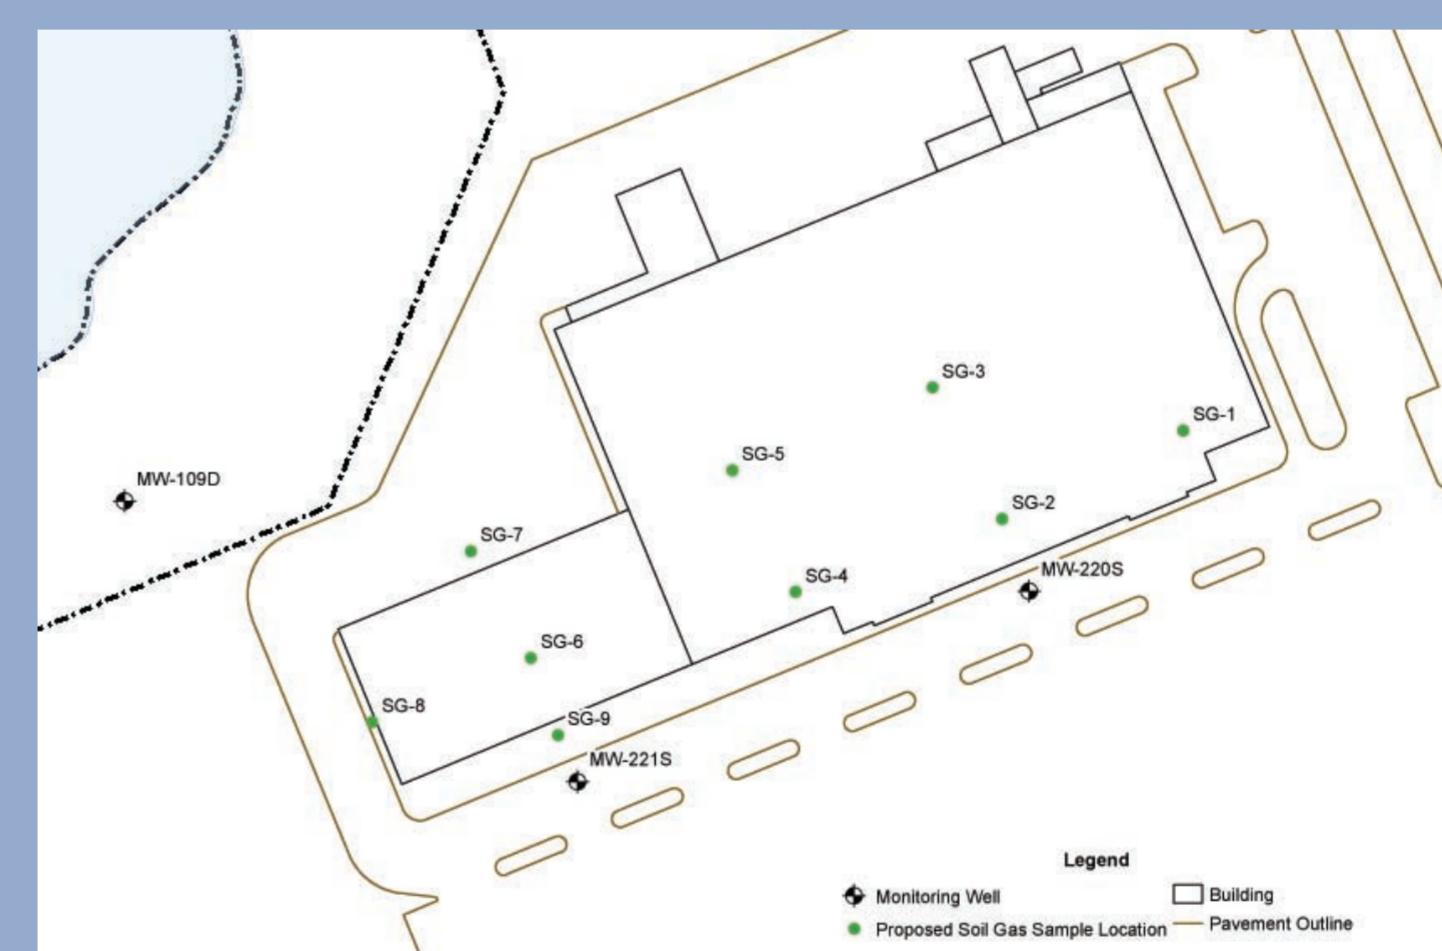 SG-3
SG-1
SG-5
MW-109D
SG-2
SG-7
MW-220S
SG-4
SG-6
SG-8
SG-9
MW-221S
Legend
Monitoring Well
Building
Proposed Soil Gas Sample Location
Pavement Outline